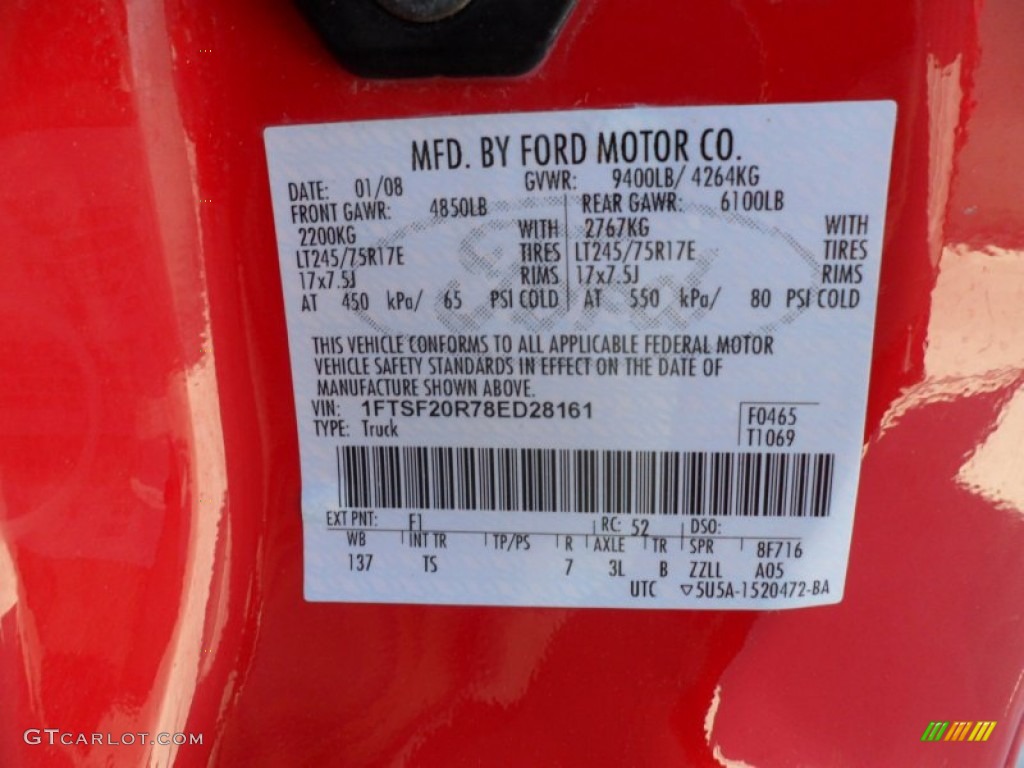 MFD. BY FORD MOTOR CO.
DATE: 01/08 GVWR: 9400LB/ 4264KG
FRONT GAWR: 4850LB REAR GAWR: 6100LB
2200KG WITH 2767KG WITH
LT245/75R17E TIRES LT245/75R17E TIRES
17x7.5J RIMS 17x7.5J RIMS
AT 450 kPa/ 65 PSI COLD AT 550 kPa/ 80 PSI COLD
THIS VEHICLE CONFORMS TO ALL APPLICABLE FEDERAL MOTOR
VEHICLE SAFETY STANDARDS IN EFFECT ON THE DATE OF
MANUFACTURE SHOWN ABOVE.
VIN: 1FTSF20R78ED28161
TYPE: Truck
F0465
T1069
EXT PNT: F1 RC: 52 DSO:
WB INT TR TP/PS R AXLE TR SPR 8F716
137 TS 7 3L B ZZLL A05
UTC ▽5U5A-1520472-BA
Ford
GTCARLOT.COM